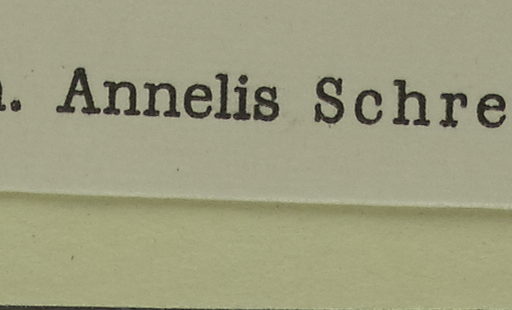 . Annelis Schre